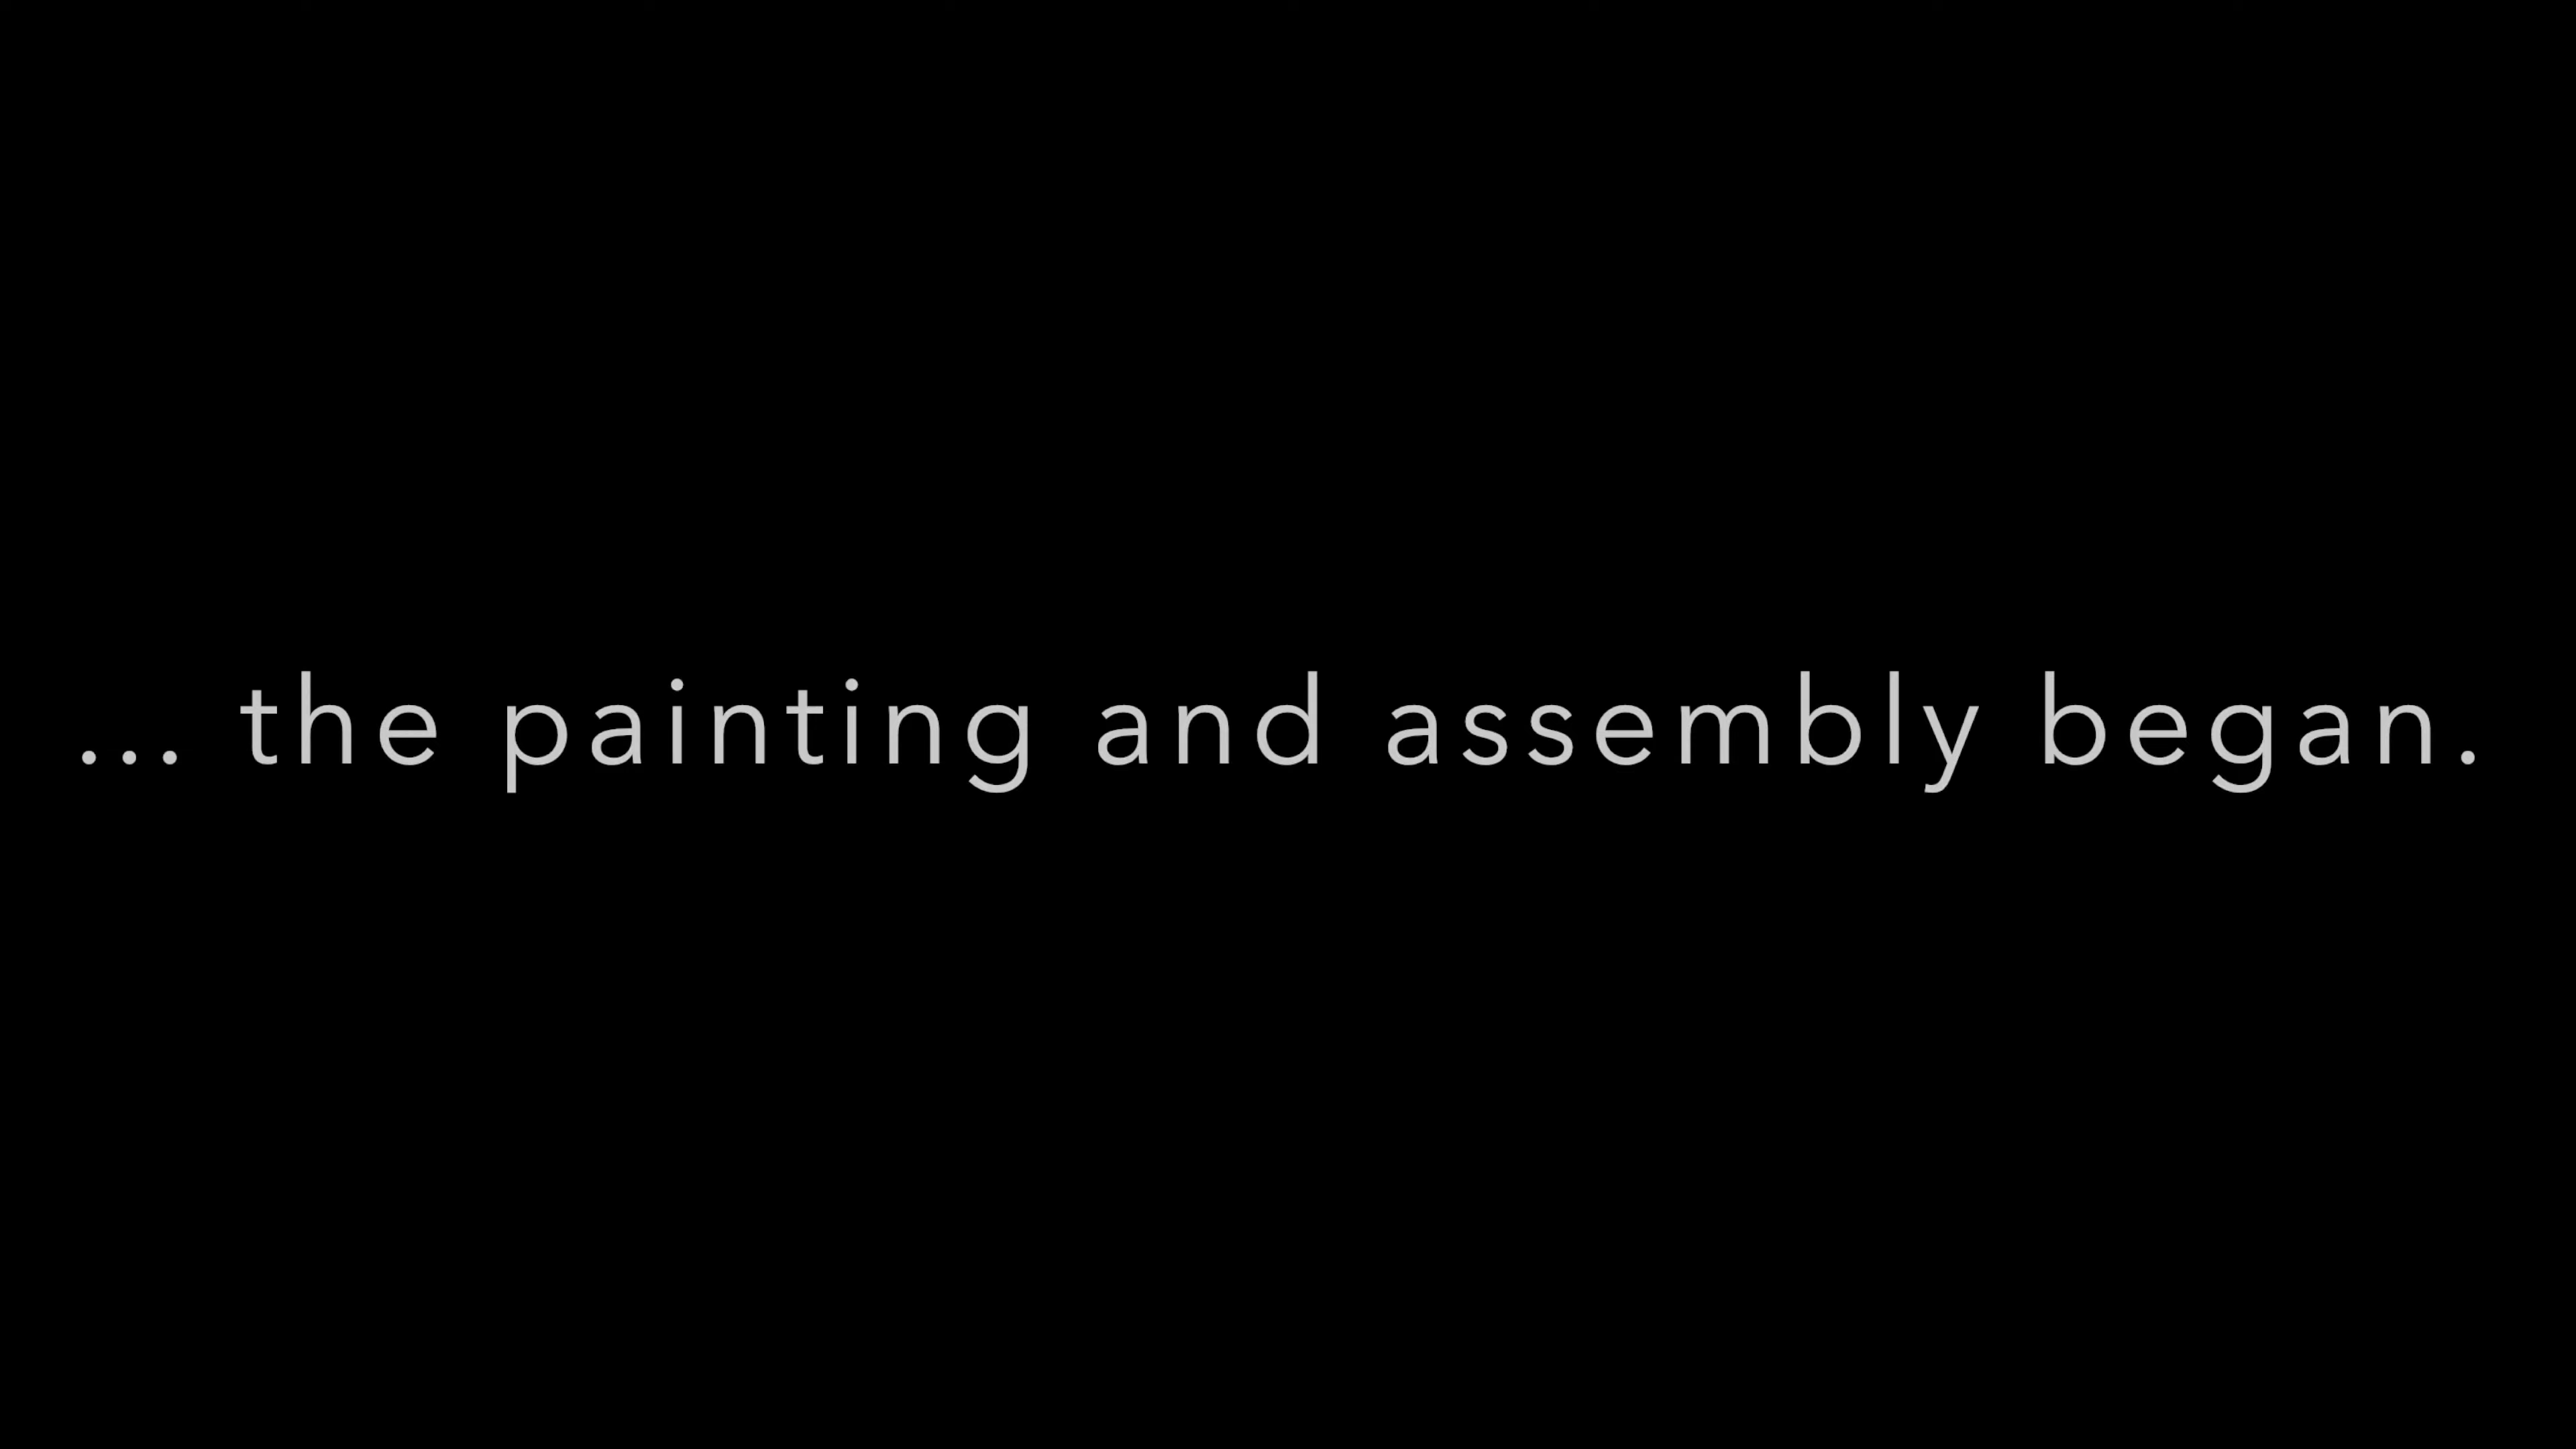 ... the painting and assembly began.